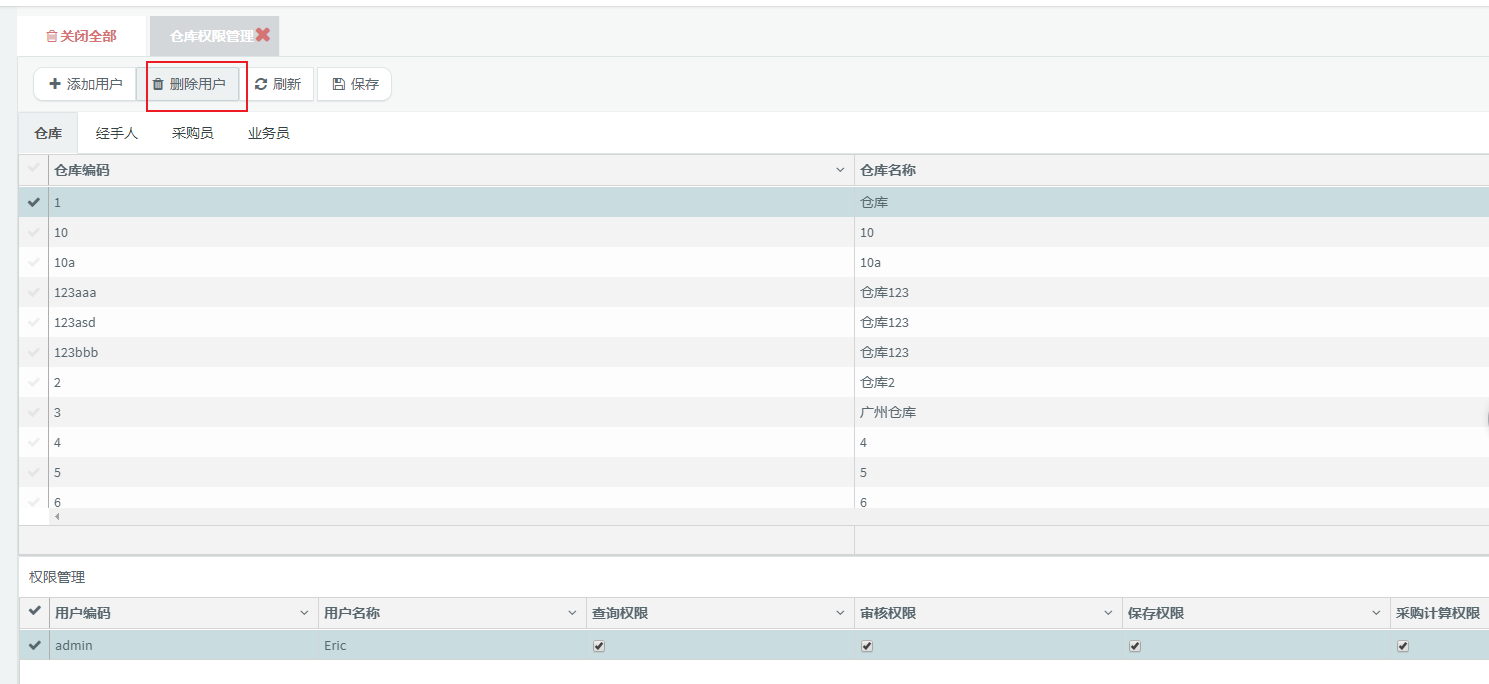 关闭全部 仓库权限管理
添加用户 删除用户 刷新 保存
仓库 经手人 采购员 业务员
仓库编码 仓库名称
1 仓库
10 10
10a 10a
123aaa 仓库123
123asd 仓库123
123bbb 仓库123
2 仓库2
3 广州仓库
4 4
5 5
6 6
权限管理
用户编码 用户名称 查询权限 审核权限 保存权限 采购计算权限
admin Eric